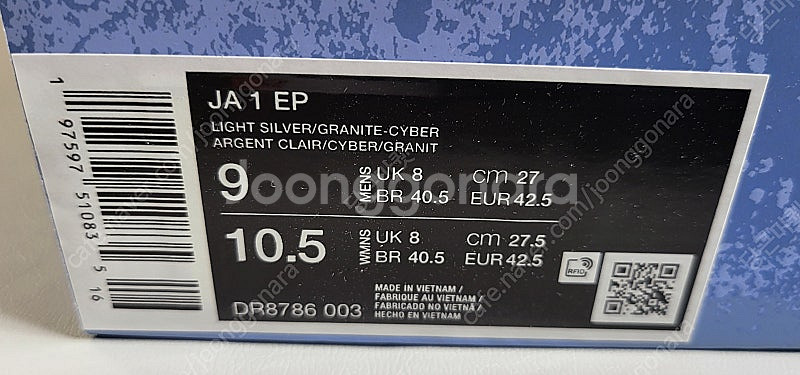 JA 1 EP
LIGHT SILVER/GRANITE-CYBER
ARGENT CLAIR/CYBER/GRANIT
9 MENS UK 8 cm 27
BR 40.5 EUR 42.5
10.5 WMNS UK 8 cm 27.5
BR 40.5 EUR 42.5
RFID
MADE IN VIETNAM /
FABRIQUE AU VIETNAM /
FABRICADO NO VIETNÃ /
HECHO EN VIETNAM
DR8786 003
1 97597 51083 5 16
Joonggonara